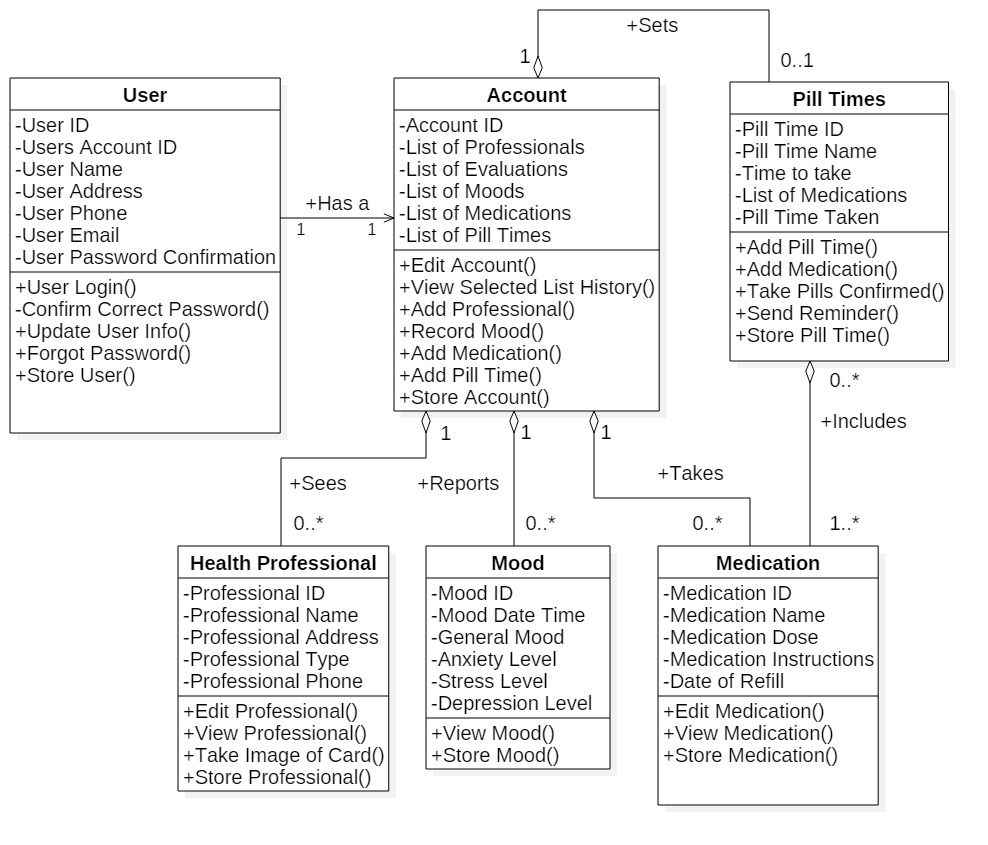 +Sets
1
0..1
User
-User ID
-Users Account ID
-User Name
-User Address
-User Phone
-User Email
-User Password Confirmation
+User Login()
-Confirm Correct Password()
+Update User Info()
+Forgot Password()
+Store User()
+Has a
1
1
Account
-Account ID
-List of Professionals
-List of Evaluations
-List of Moods
-List of Medications
-List of Pill Times
+Edit Account()
+View Selected List History()
+Add Professional()
+Record Mood()
+Add Medication()
+Add Pill Time()
+Store Account()
Pill Times
-Pill Time ID
-Pill Time Name
-Time to take
-List of Medications
-Pill Time Taken
+Add Pill Time()
+Add Medication()
+Take Pills Confirmed()
+Send Reminder()
+Store Pill Time()
0..*
+Includes
1..*
1
+Sees
0..*
1
+Reports
0..*
1
+Takes
0..*
Health Professional
-Professional ID
-Professional Name
-Professional Address
-Professional Type
-Professional Phone
+Edit Professional()
+View Professional()
+Take Image of Card()
+Store Professional()
Mood
-Mood ID
-Mood Date Time
-General Mood
-Anxiety Level
-Stress Level
-Depression Level
+View Mood()
+Store Mood()
Medication
-Medication ID
-Medication Name
-Medication Dose
-Medication Instructions
-Date of Refill
+Edit Medication()
+View Medication()
+Store Medication()